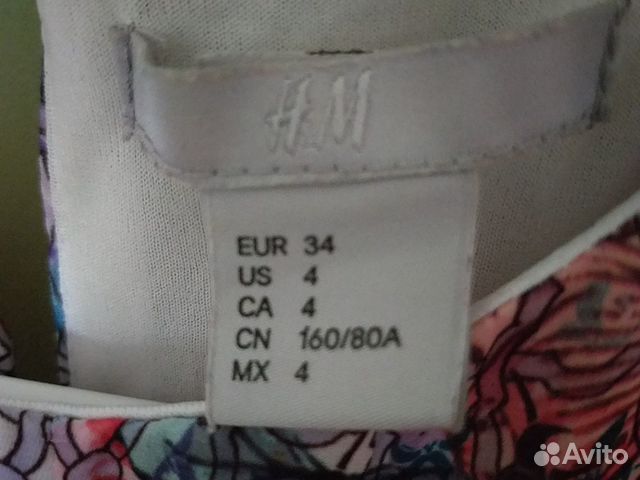 H&M
EUR 34
US 4
CA 4
CN 160/80A
MX 4
Avito